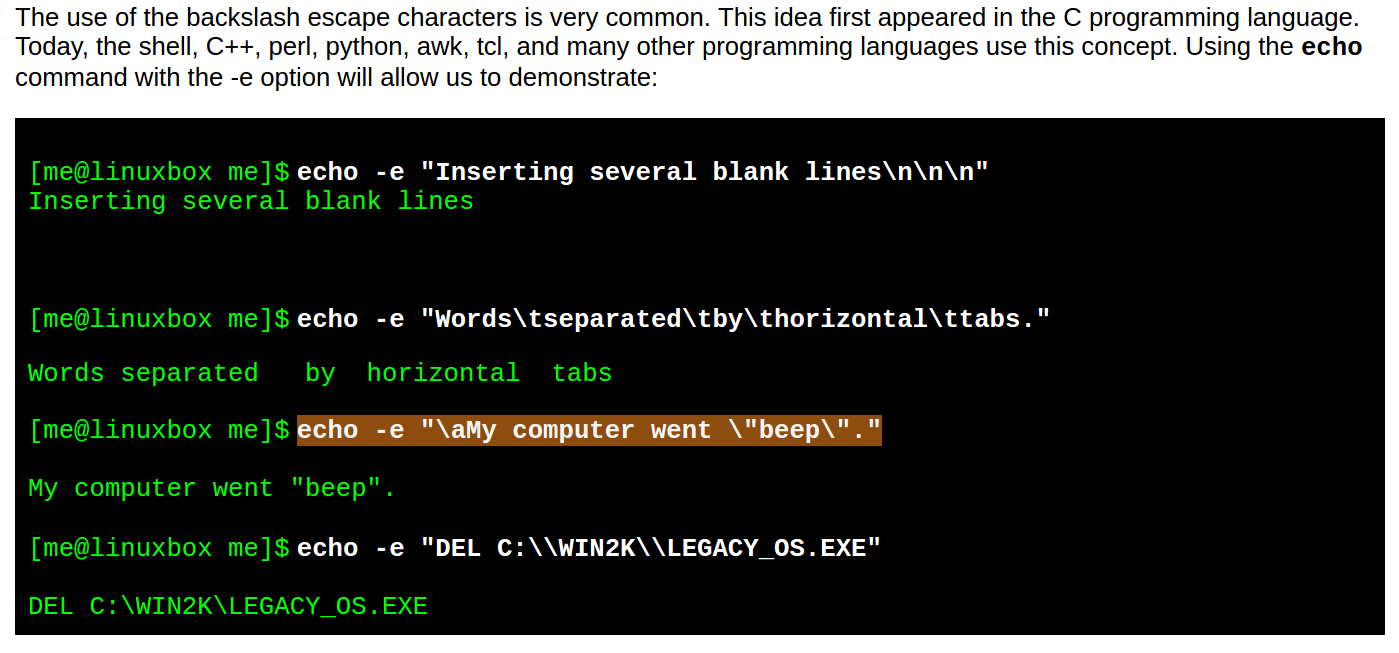 The use of the backslash escape characters is very common. This idea first appeared in the C programming language.
Today, the shell, C++, perl, python, awk, tcl, and many other programming languages use this concept. Using the echo
command with the -e option will allow us to demonstrate:
[me@linuxbox me]$ echo -e "Inserting several blank lines\n\n\n"
Inserting several blank lines
[me@linuxbox me]$ echo -e "Words\tseparated\tby\thorizontal\ttabs."
Words separated   by  horizontal  tabs
[me@linuxbox me]$ echo -e "\aMy computer went \"beep\"."
My computer went "beep".
[me@linuxbox me]$ echo -e "DEL C:\\WIN2K\\LEGACY_OS.EXE"
DEL C:\WIN2K\LEGACY_OS.EXE